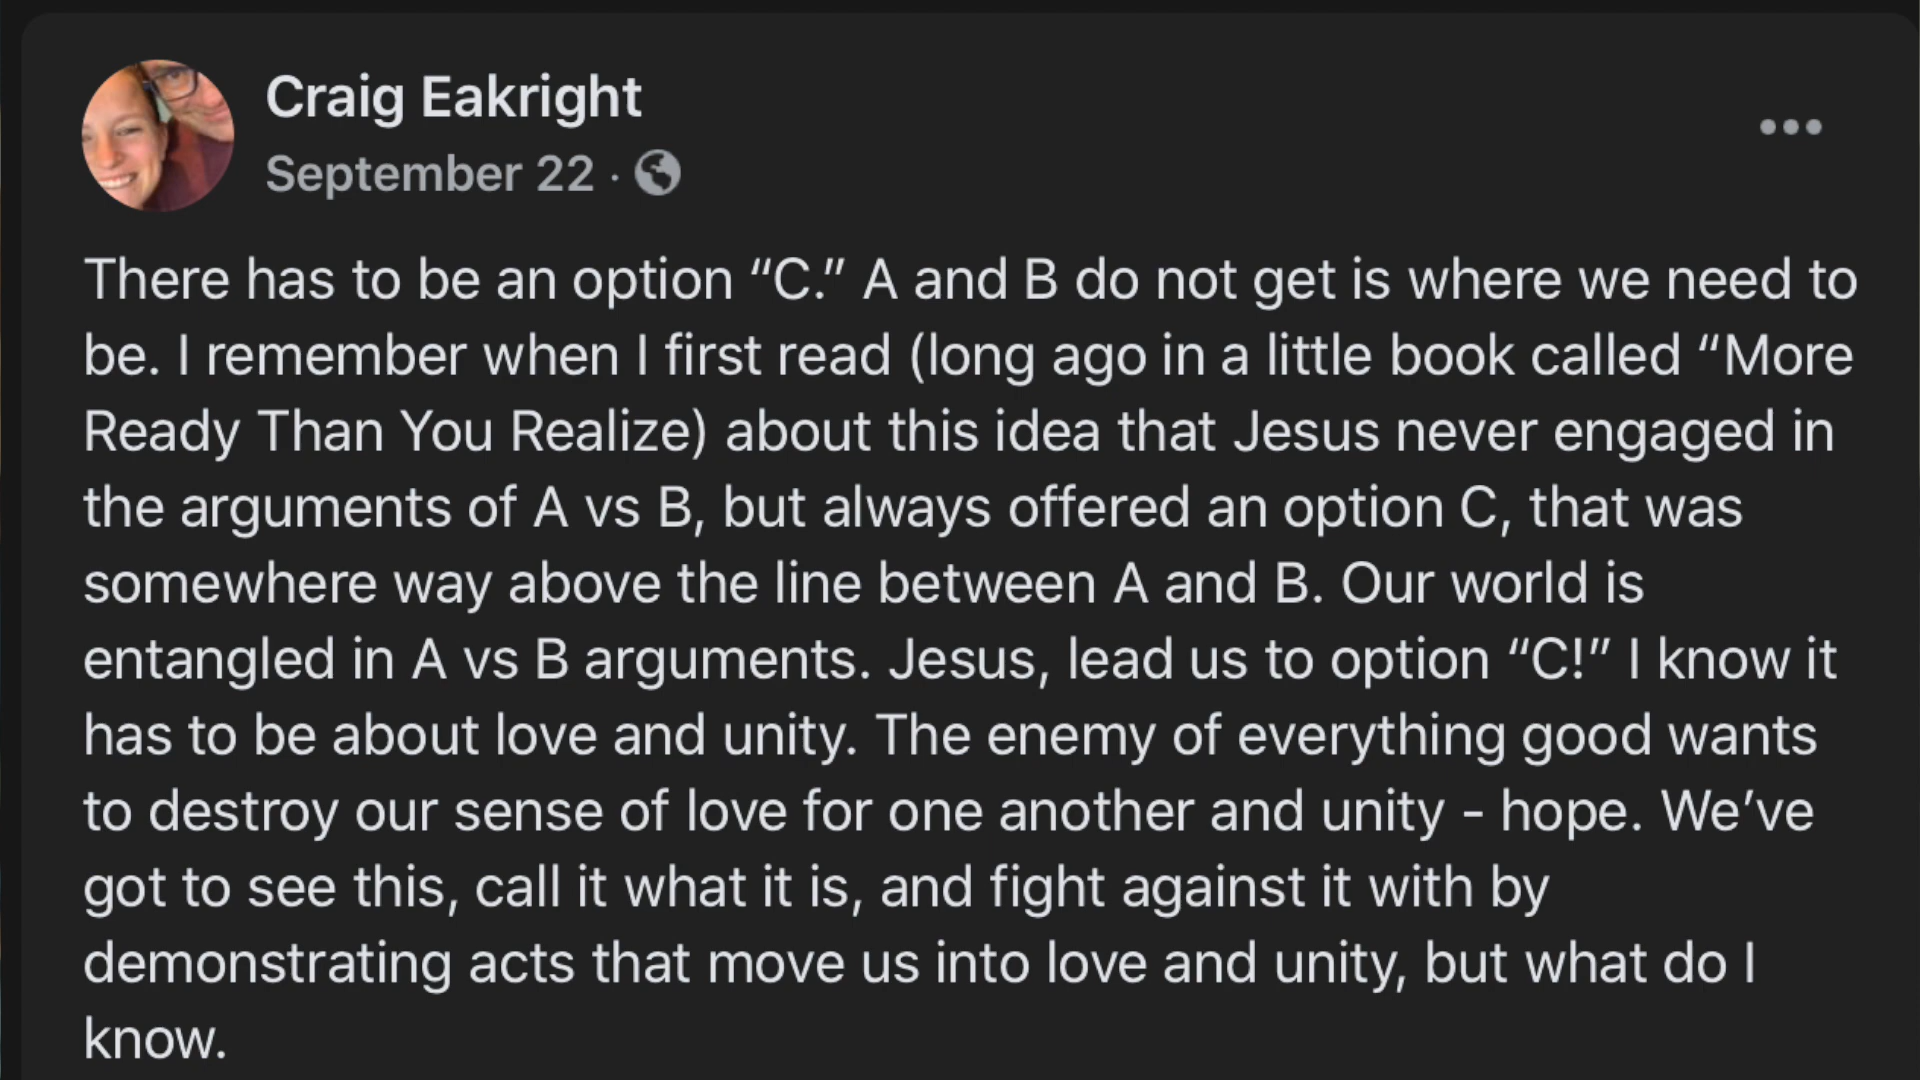 Craig Eakright
September 22 ·
There has to be an option “C.” A and B do not get is where we need to
be. I remember when I first read (long ago in a little book called “More
Ready Than You Realize) about this idea that Jesus never engaged in
the arguments of A vs B, but always offered an option C, that was
somewhere way above the line between A and B. Our world is
entangled in A vs B arguments. Jesus, lead us to option “C!” I know it
has to be about love and unity. The enemy of everything good wants
to destroy our sense of love for one another and unity - hope. We’ve
got to see this, call it what it is, and fight against it with by
demonstrating acts that move us into love and unity, but what do I
know.